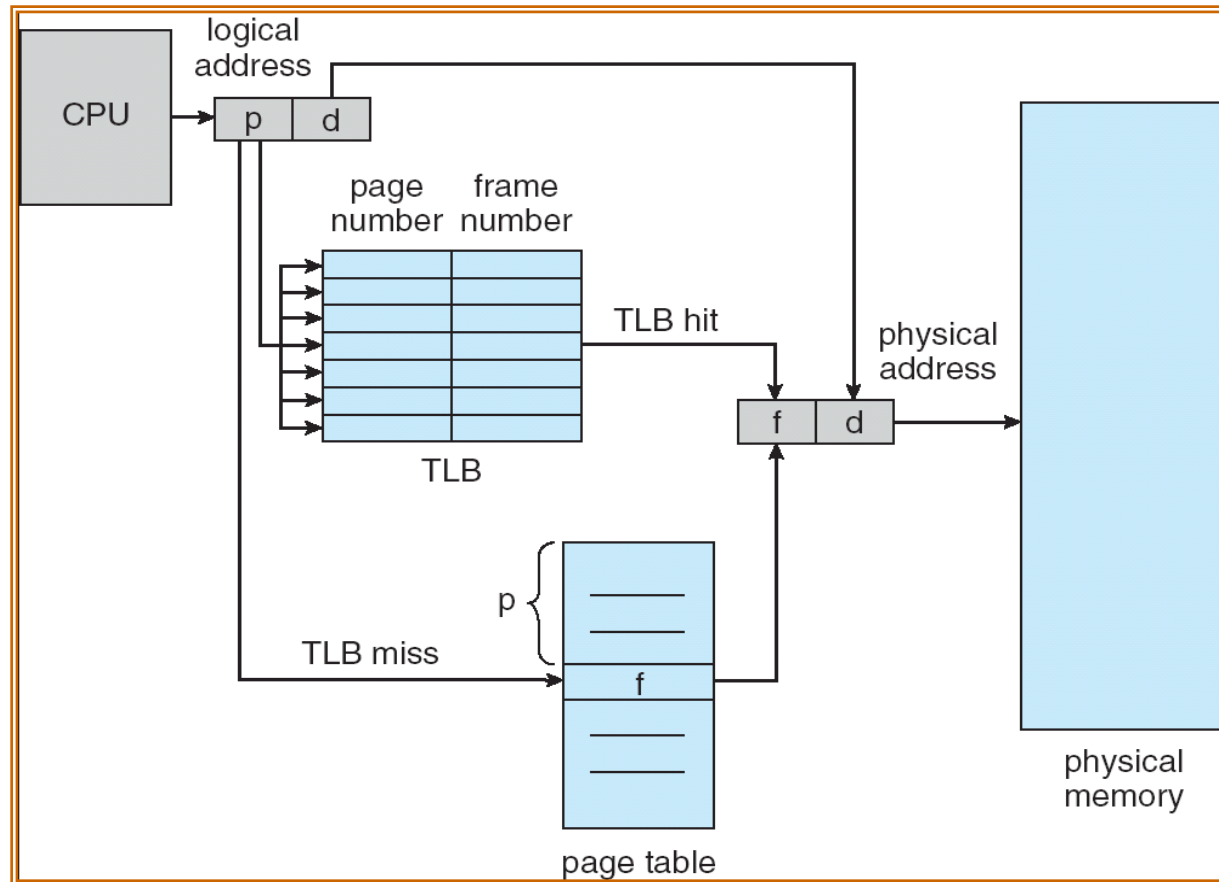 logical
address
CPU
p d
page
number
frame
number
TLB hit
physical
address
f d
TLB
p
TLB miss
f
physical
memory
page table